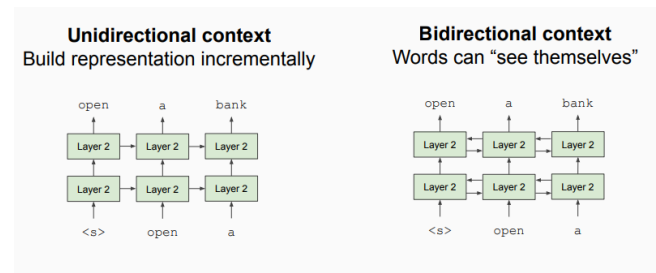 Unidirectional context
Build representation incrementally
open a bank
Layer 2 Layer 2 Layer 2
Layer 2 Layer 2 Layer 2
<s> open a
Bidirectional context
Words can “see themselves”
open a bank
Layer 2 Layer 2 Layer 2
Layer 2 Layer 2 Layer 2
<s> open a